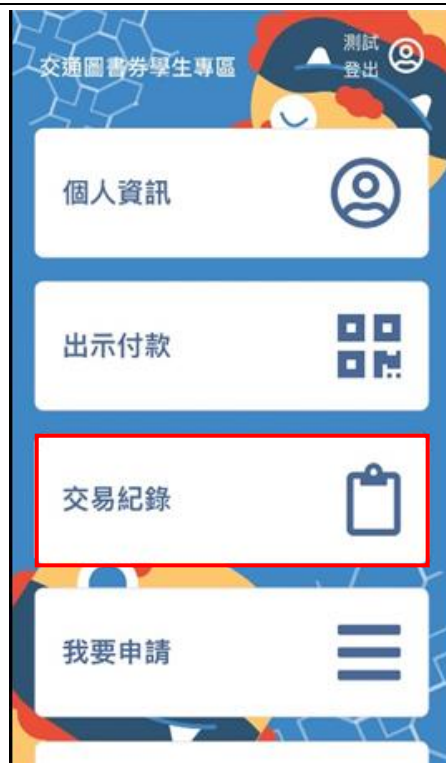 交通圖書券學生專區
測試
登出
個人資訊
出示付款
交易紀錄
我要申請